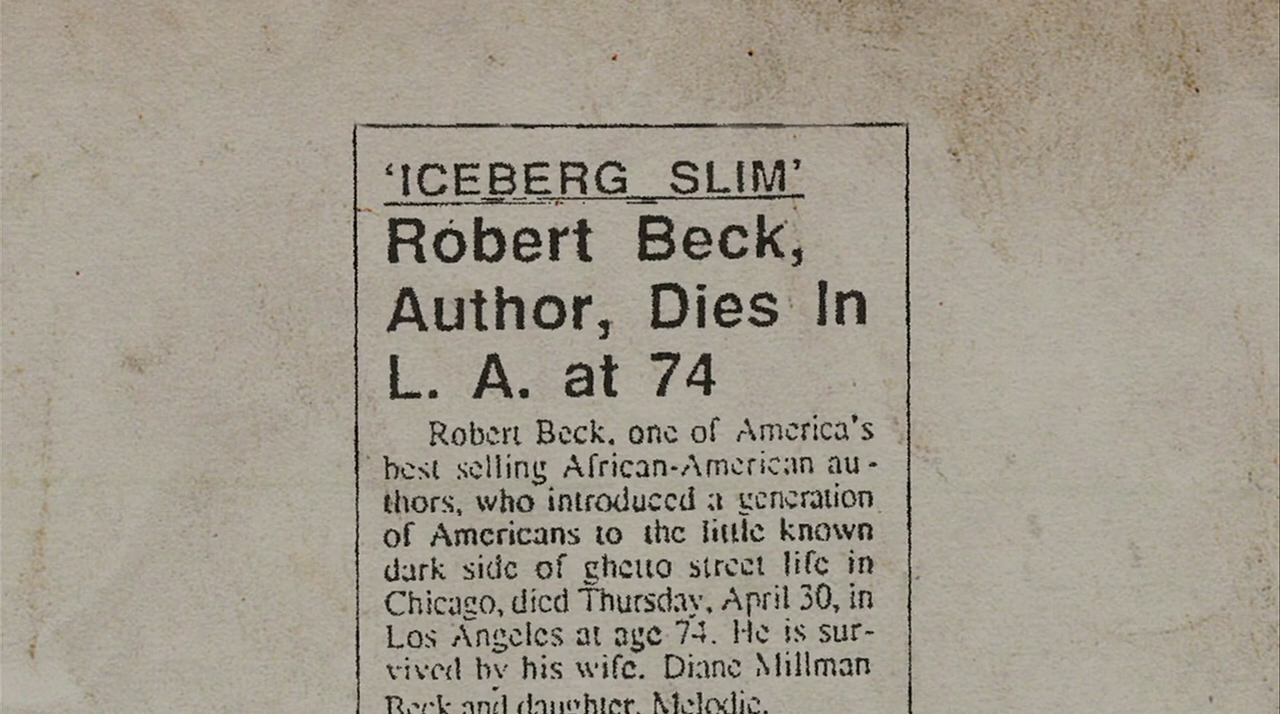 ‘ICEBERG SLIM’
Robert Beck,
Author, Dies In
L. A. at 74
Robert Beck, one of America's
best selling African-American au-
thors, who introduced a generation
of Americans to the little known
dark side of ghetto street life in
Chicago, died Thursday, April 30, in
Los Angeles at age 74. He is sur-
vived by his wife. Diane Millman
Beck and daughter, Melodie.